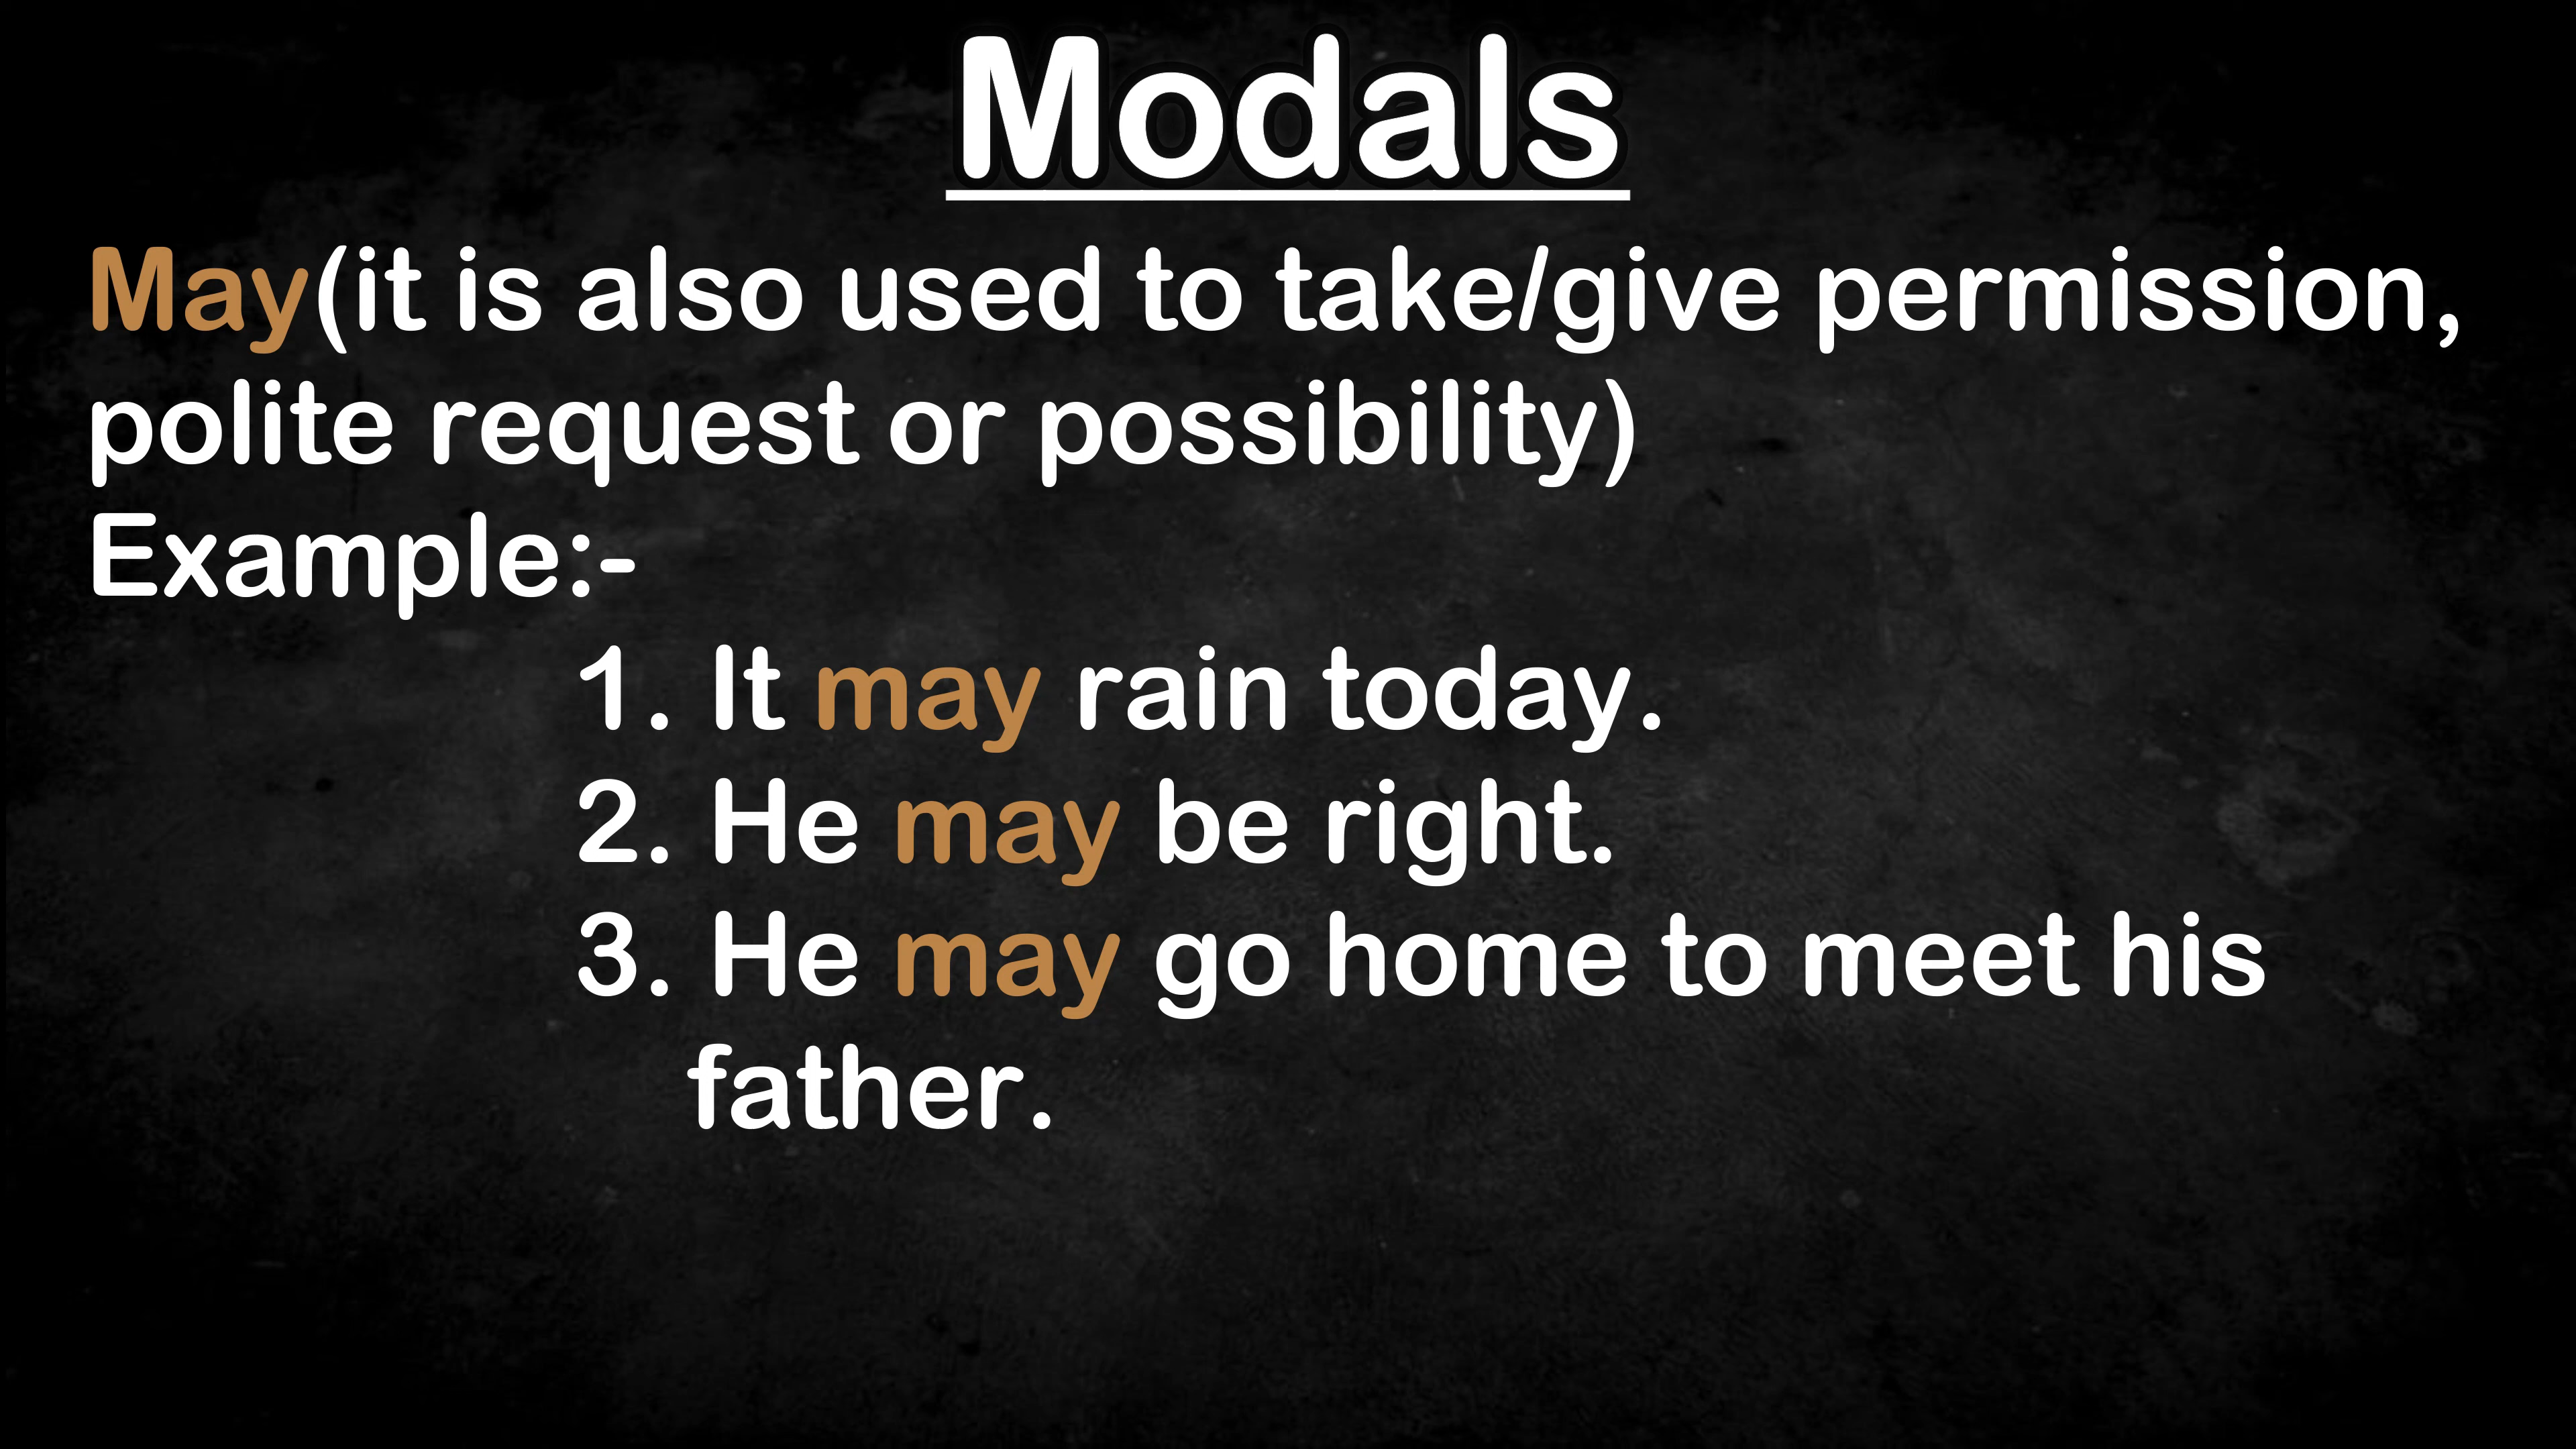 Modals
May(it is also used to take/give permission,
polite request or possibility)
Example:-
1. It may rain today.
2. He may be right.
3. He may go home to meet his
father.